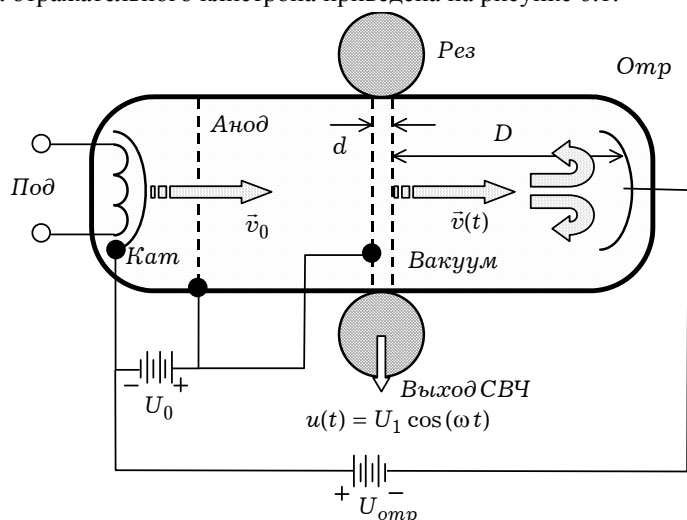 отражательного клистрона приведена на рисунке 6.1.
Рез
Отр
Анод
d
D
Под
v⃗₀
v⃗(t)
Кат
Вакуум
− +
U₀
Выход СВЧ
u(t) = U₁ cos (ω t)
+ −
Uотр